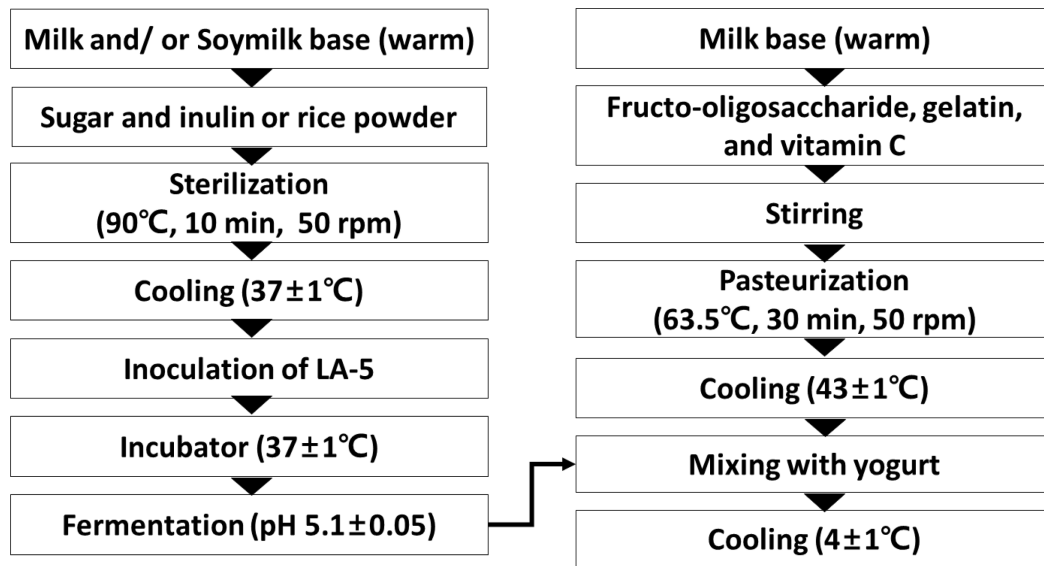 Milk and/ or Soymilk base (warm)
Sugar and inulin or rice powder
Sterilization
(90℃, 10 min,  50 rpm)
Cooling (37±1℃)
Inoculation of LA-5
Incubator (37±1℃)
Fermentation (pH 5.1±0.05)
Milk base (warm)
Fructo-oligosaccharide, gelatin,
and vitamin C
Stirring
Pasteurization
(63.5℃, 30 min, 50 rpm)
Cooling (43±1℃)
Mixing with yogurt
Cooling (4±1℃)